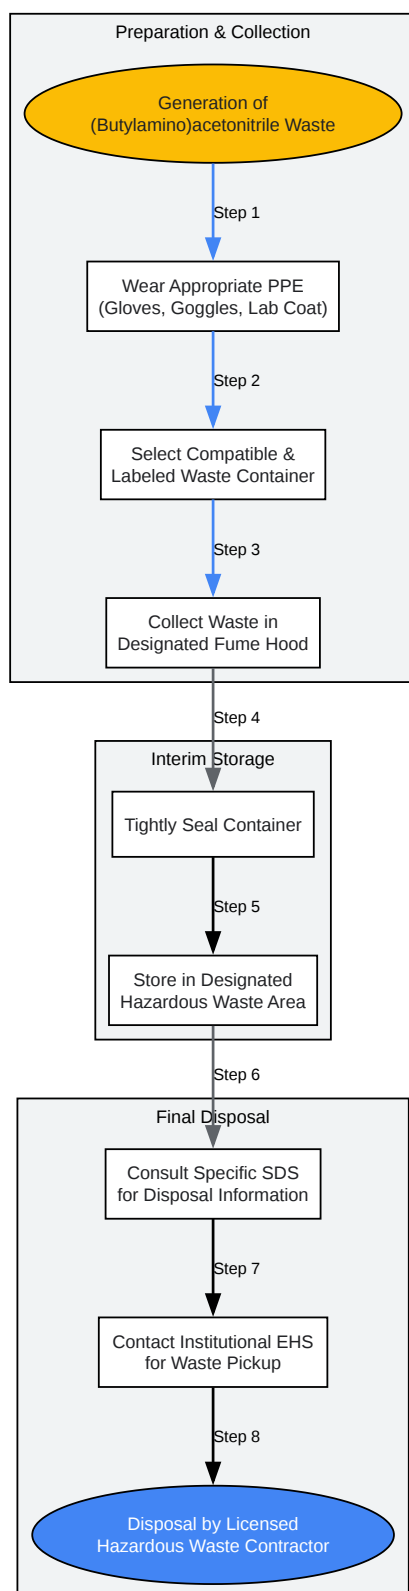 Preparation & Collection
Generation of
(Butylamino)acetonitrile Waste
Step 1
Wear Appropriate PPE
(Gloves, Goggles, Lab Coat)
Step 2
Select Compatible &
Labeled Waste Container
Step 3
Collect Waste in
Designated Fume Hood
Step 4
Interim Storage
Tightly Seal Container
Step 5
Store in Designated
Hazardous Waste Area
Step 6
Final Disposal
Consult Specific SDS
for Disposal Information
Step 7
Contact Institutional EHS
for Waste Pickup
Step 8
Disposal by Licensed
Hazardous Waste Contractor